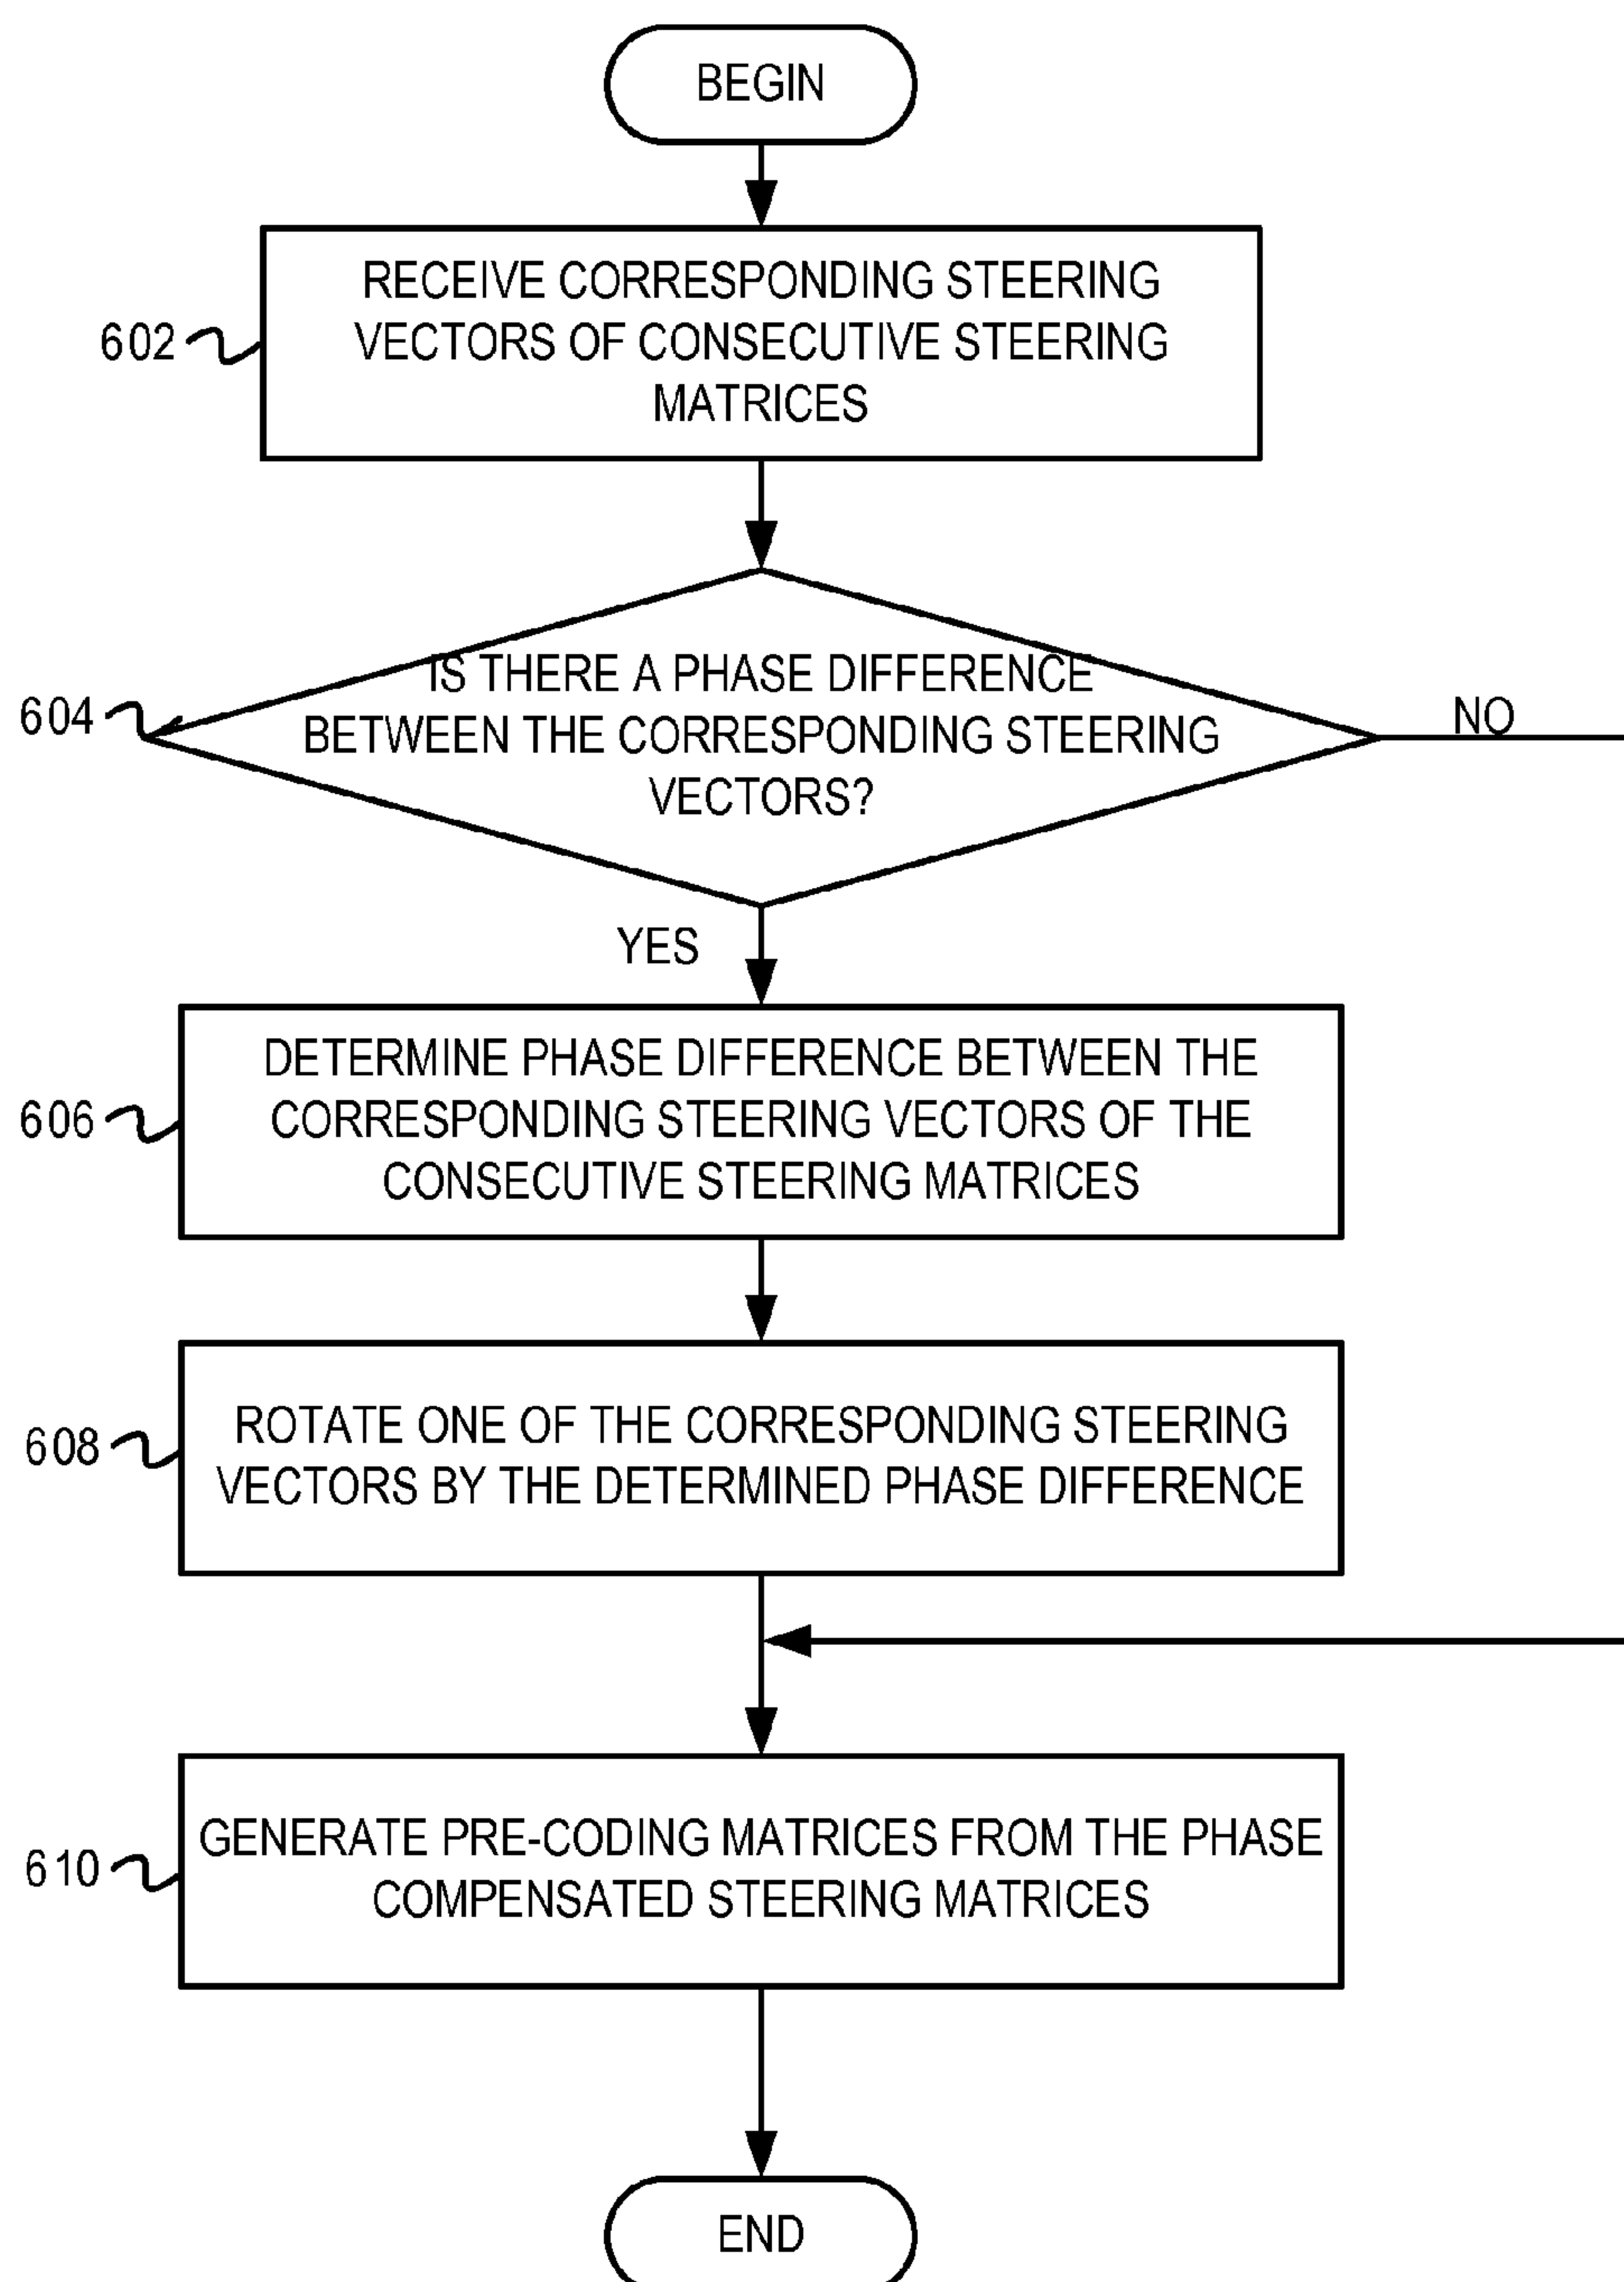 BEGIN
RECEIVE CORRESPONDING STEERING
VECTORS OF CONSECUTIVE STEERING
MATRICES
602
IS THERE A PHASE DIFFERENCE
BETWEEN THE CORRESPONDING STEERING
VECTORS?
604
NO
YES
DETERMINE PHASE DIFFERENCE BETWEEN THE
CORRESPONDING STEERING VECTORS OF THE
CONSECUTIVE STEERING MATRICES
606
ROTATE ONE OF THE CORRESPONDING STEERING
VECTORS BY THE DETERMINED PHASE DIFFERENCE
608
GENERATE PRE-CODING MATRICES FROM THE PHASE
COMPENSATED STEERING MATRICES
610
END